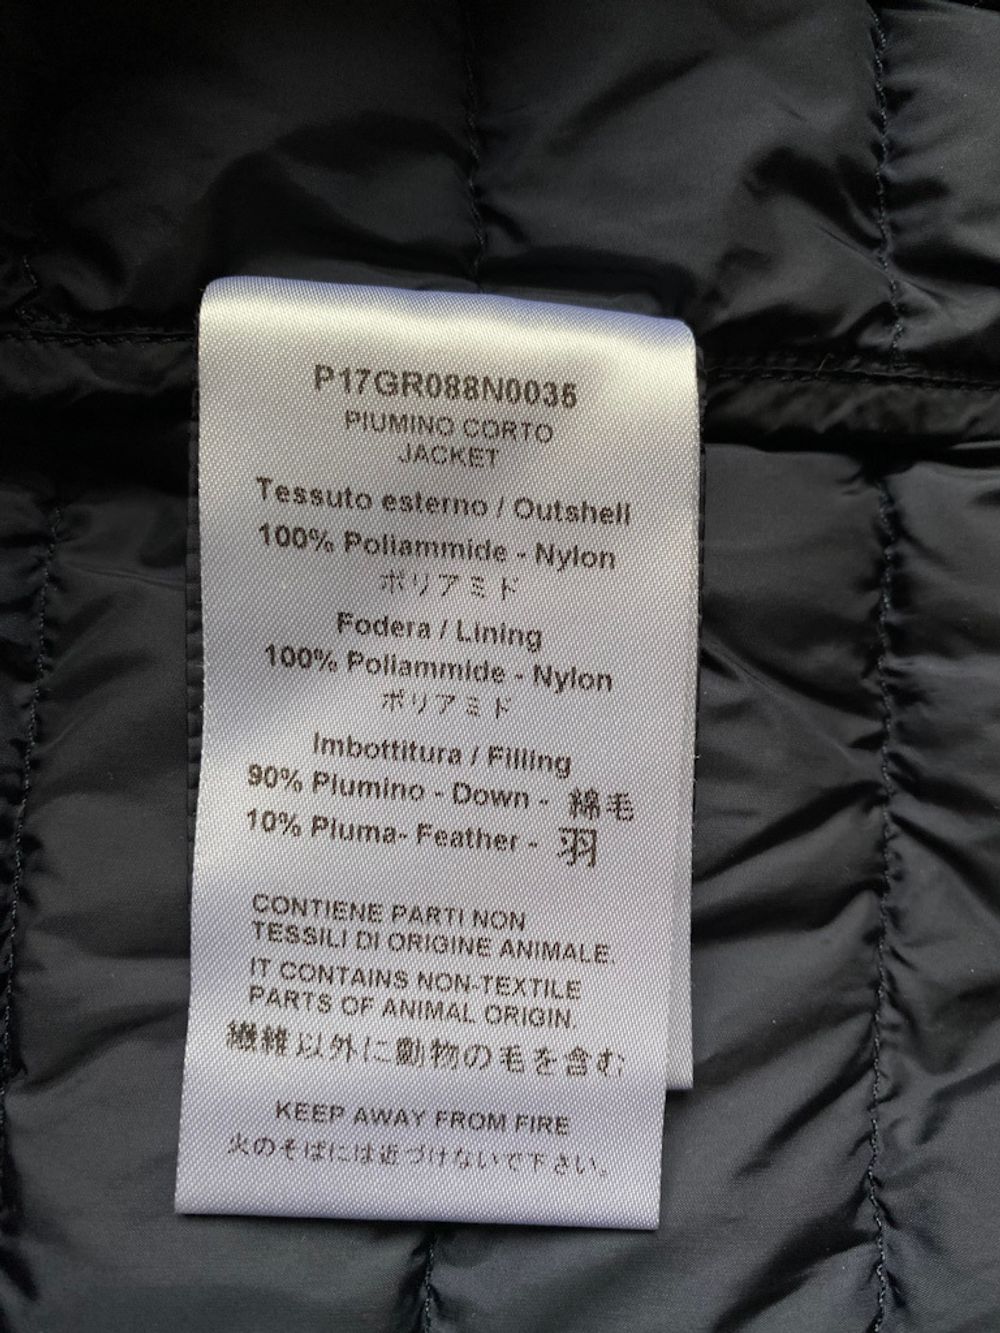 P17GR088N0035
PIUMINO CORTO
JACKET
Tessuto esterno / Outshell
100% Poliammide - Nylon
ポリアミド
Fodera / Lining
100% Poliammide - Nylon
ポリアミド
Imbottitura / Filling
90% Piumino - Down - 綿毛
10% Pluma- Feather - 羽
CONTIENE PARTI NON
TESSILI DI ORIGINE ANIMALE.
IT CONTAINS NON-TEXTILE
PARTS OF ANIMAL ORIGIN.
繊維以外に動物の毛を含む
KEEP AWAY FROM FIRE
火のそばには近づけないで下さい。